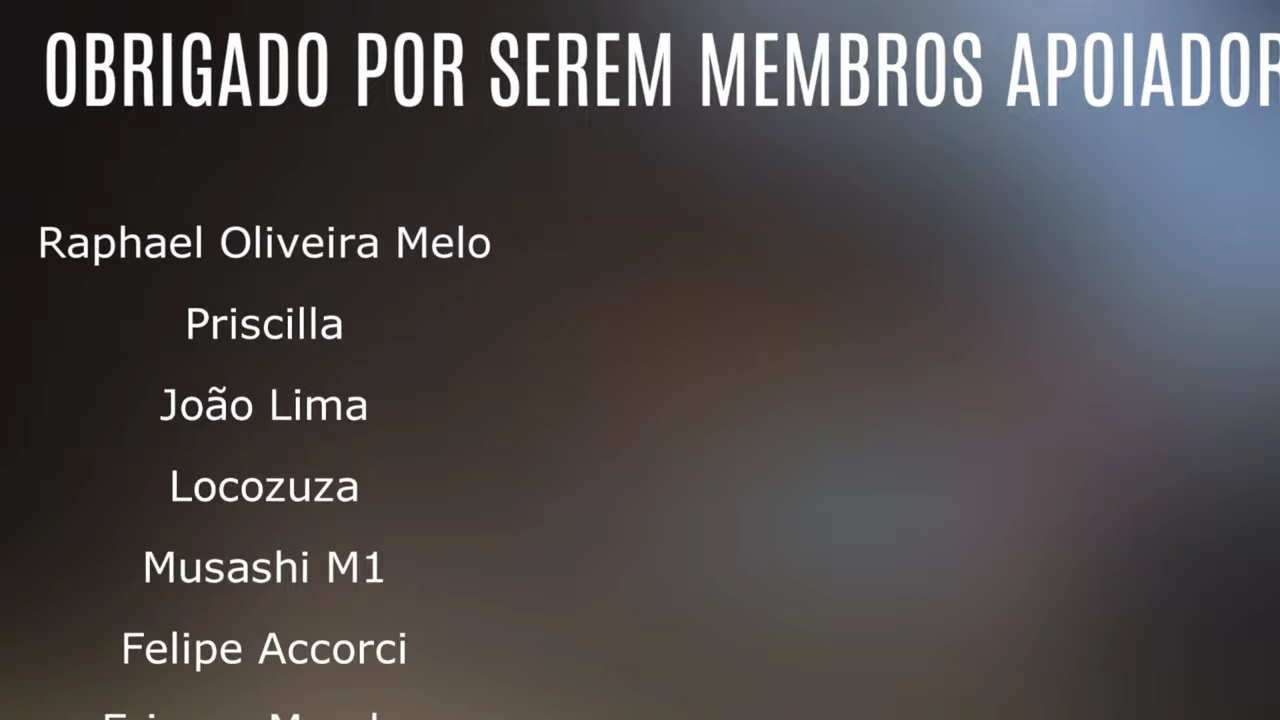 OBRIGADO POR SEREM MEMBROS APOIADOR
Raphael Oliveira Melo
Priscilla
João Lima
Locozuza
Musashi M1
Felipe Accorci